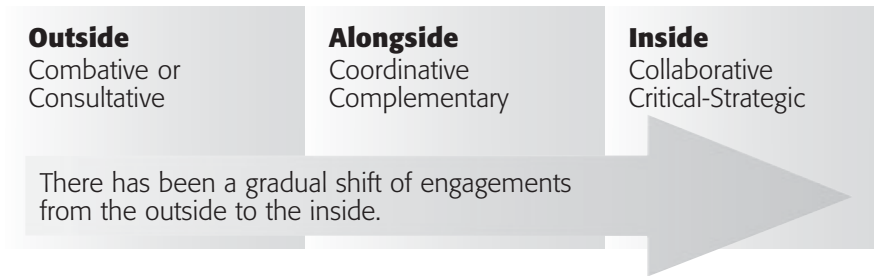 Outside
Combative or
Consultative
Alongside
Coordinative
Complementary
Inside
Collaborative
Critical-Strategic
There has been a gradual shift of engagements
from the outside to the inside.